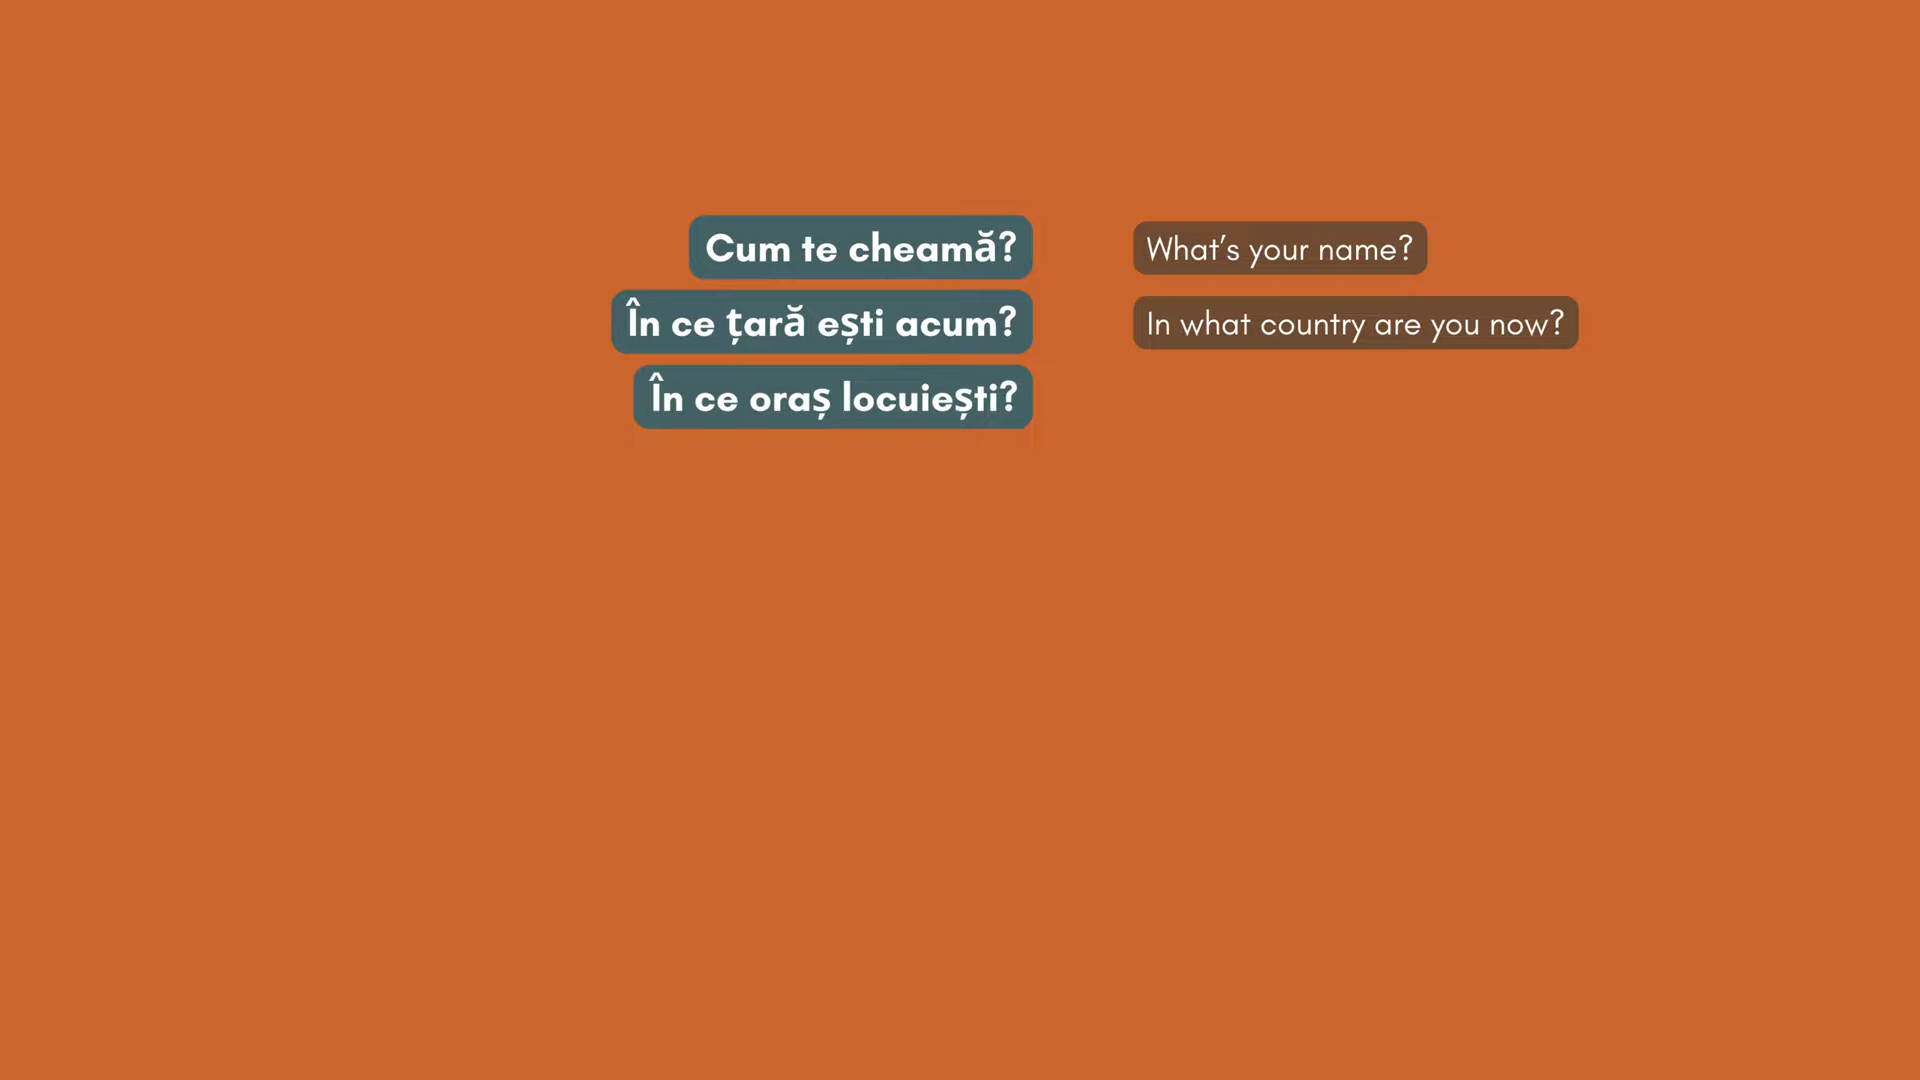 Cum te cheamă? What's your name?
În ce țară ești acum? In what country are you now?
În ce oraș locuiești?